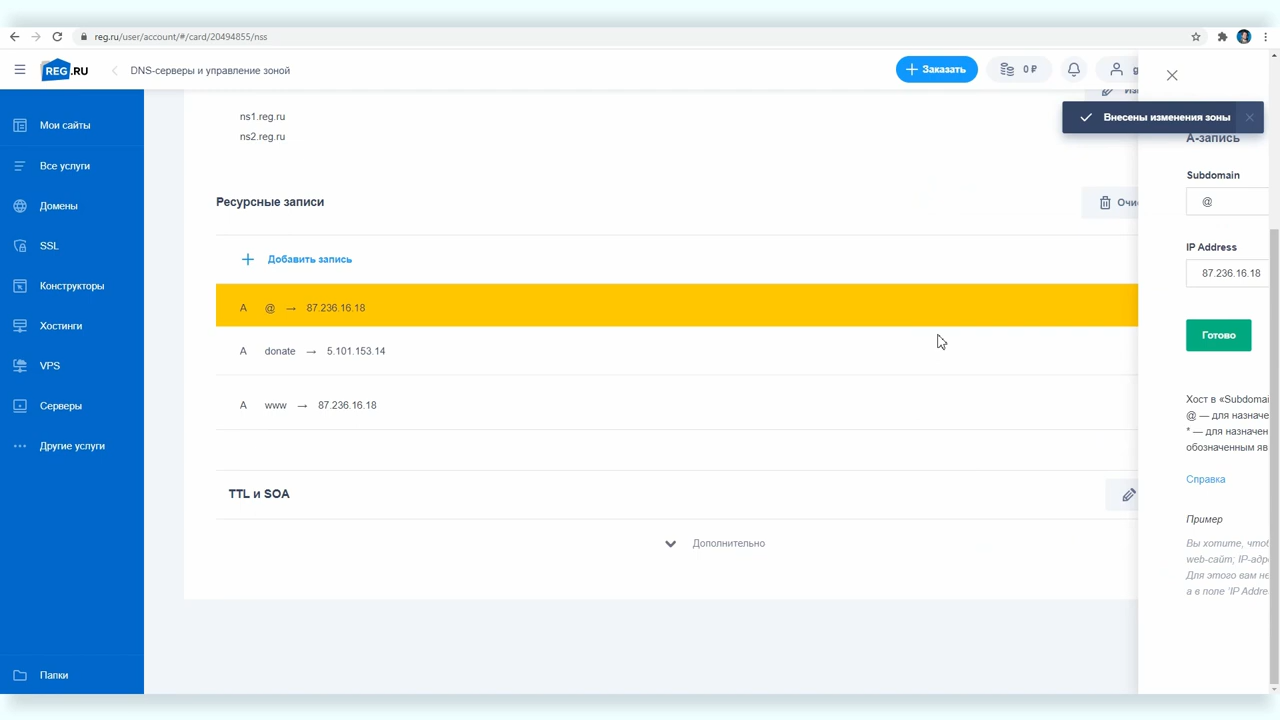 reg.ru/user/account/#/card/20494855/nss
REG.RU
DNS-серверы и управление зоной
Заказать
0 ₽
g
Мои сайты
Все услуги
Домены
SSL
Конструкторы
Хостинги
VPS
Серверы
Другие услуги
Папки
ns1.reg.ru
ns2.reg.ru
Ресурсные записи
Добавить запись
A @ → 87.236.16.18
A donate → 5.101.153.14
A www → 87.236.16.18
TTL и SOA
Дополнительно
Внесены изменения зоны
A-запись
Subdomain
@
IP Address
87.236.16.18
Готово
Хост в «Subdomai
@ — для назначе
* — для назначен
обозначенным яв
Справка
Пример
Вы хотите, чтоб
web-сайт; IP-адр
Для этого вам не
а в поле 'IP Addre